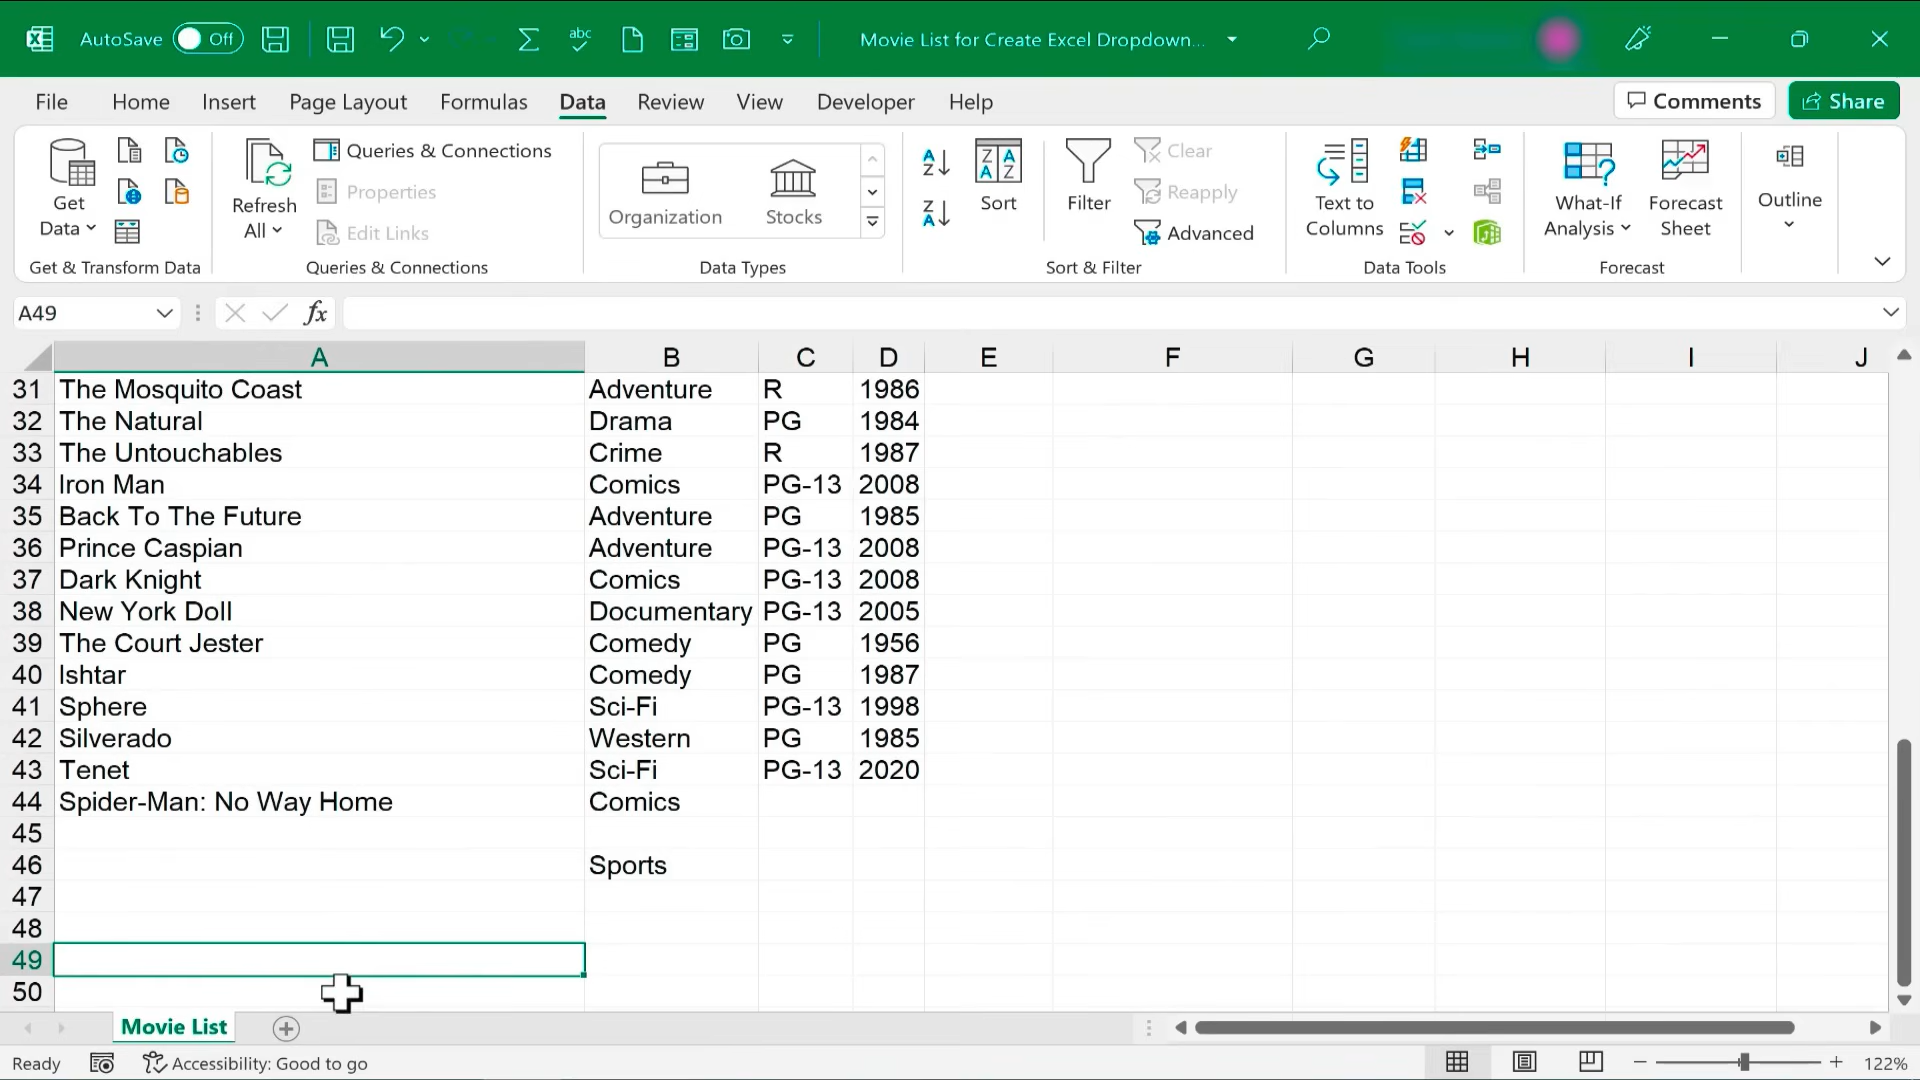 AutoSave Off abc Movie List for Create Excel Dropdown...
File Home Insert Page Layout Formulas Data Review View Developer Help Comments Share
Get Data
Refresh All
Queries & Connections
Properties
Edit Links
Organization
Stocks
Sort
Filter
Clear
Reapply
Advanced
Text to Columns
What-If Analysis
Forecast Sheet
Outline
Get & Transform Data Queries & Connections Data Types Sort & Filter Data Tools Forecast
A49 fx
A B C D E F G H I J
31 The Mosquito Coast Adventure R 1986
32 The Natural Drama PG 1984
33 The Untouchables Crime R 1987
34 Iron Man Comics PG-13 2008
35 Back To The Future Adventure PG 1985
36 Prince Caspian Adventure PG-13 2008
37 Dark Knight Comics PG-13 2008
38 New York Doll Documentary PG-13 2005
39 The Court Jester Comedy PG 1956
40 Ishtar Comedy PG 1987
41 Sphere Sci-Fi PG-13 1998
42 Silverado Western PG 1985
43 Tenet Sci-Fi PG-13 2020
44 Spider-Man: No Way Home Comics
45
46 Sports
47
48
49
50
Movie List
Ready Accessibility: Good to go 122%